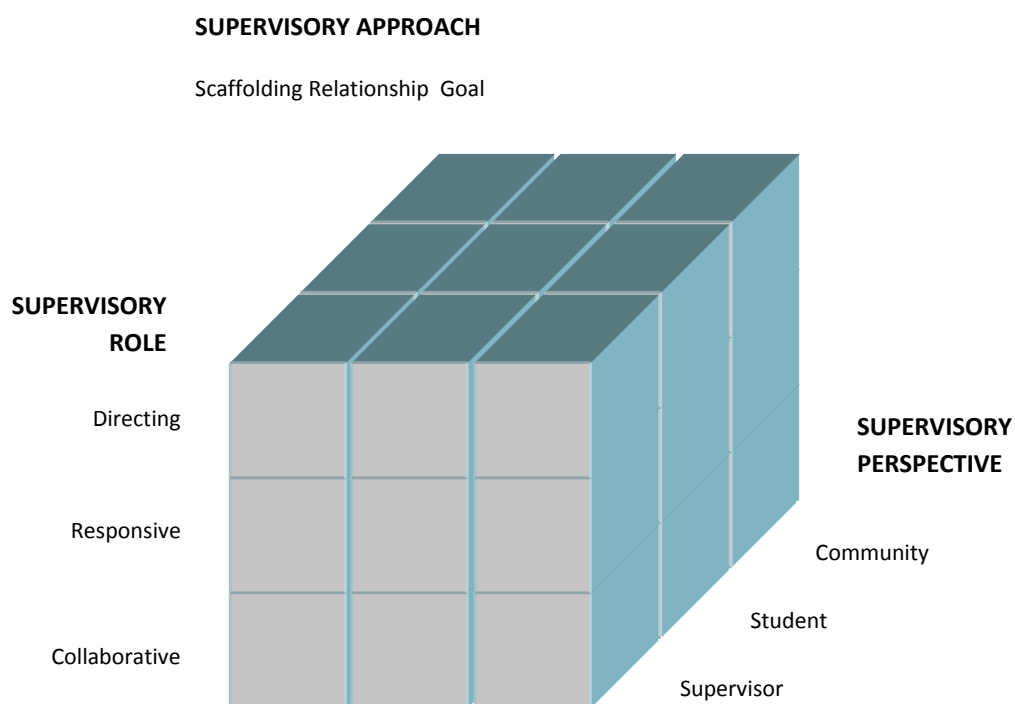 SUPERVISORY APPROACH
Scaffolding Relationship  Goal
SUPERVISORY
ROLE
Directing
Responsive
Collaborative
SUPERVISORY
PERSPECTIVE
Community
Student
Supervisor